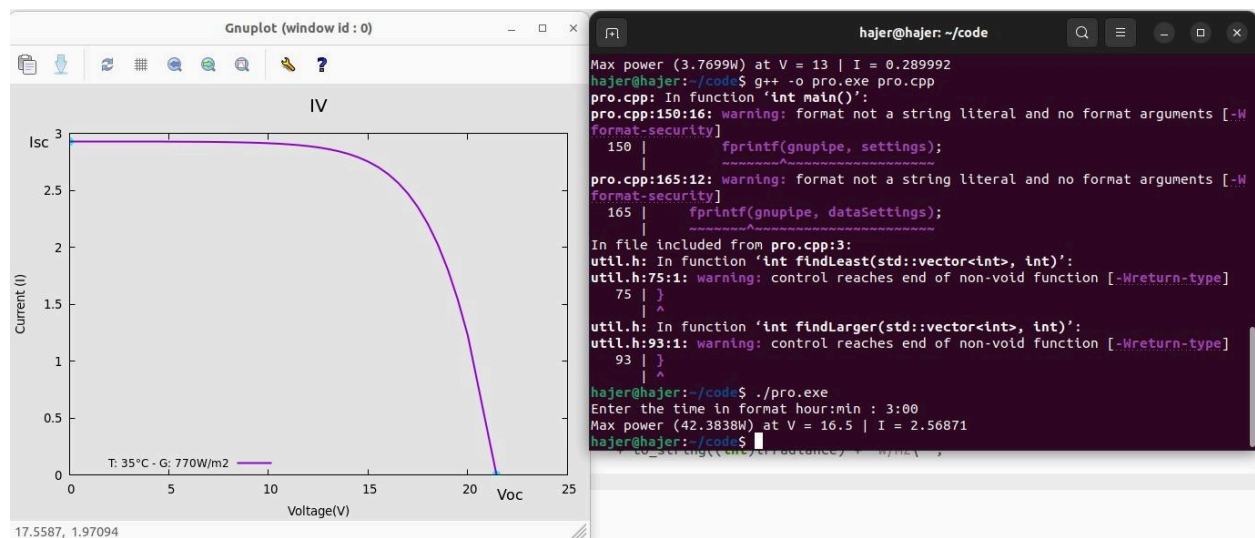 Gnuplot (window id : 0)
?
IV
Isc
3
2.5
2
1.5
1
0.5
0
Current (I)
T: 35°C - G: 770W/m2
0
5
10
15
20
25
Voc
Voltage(V)
17.5587, 1.97094
hajer@hajer: ~/code
Max power (3.7699W) at V = 13 | I = 0.289992
hajer@hajer:~/code$ g++ -o pro.exe pro.cpp
pro.cpp: In function ‘int main()’:
pro.cpp:150:16: warning: format not a string literal and no format arguments [-W
format-security]
150 | fprintf(gnupipe, settings);
| ~~~~~~~^~~~~~~~~~~~~~~~~~~
pro.cpp:165:12: warning: format not a string literal and no format arguments [-W
format-security]
165 | fprintf(gnupipe, dataSettings);
| ~~~~~~~^~~~~~~~~~~~~~~~~~~~~~~
In file included from pro.cpp:3:
util.h: In function ‘int findLeast(std::vector<int>, int)’:
util.h:75:1: warning: control reaches end of non-void function [-Wreturn-type]
75 | }
| ^
util.h: In function ‘int findLarger(std::vector<int>, int)’:
util.h:93:1: warning: control reaches end of non-void function [-Wreturn-type]
93 | }
| ^
hajer@hajer:~/code$ ./pro.exe
Enter the time in format hour:min : 3:00
Max power (42.3838W) at V = 16.5 | I = 2.56871
hajer@hajer:~/code$